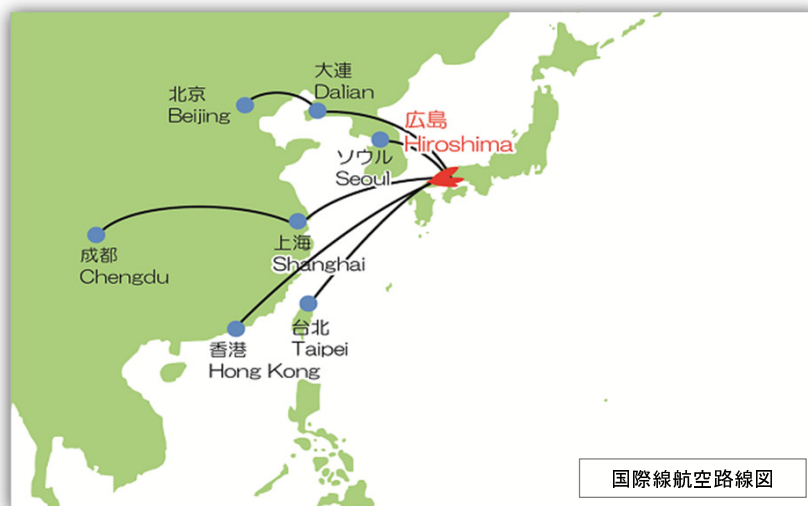 大連
Dalian
北京
Beijing
広島
Hiroshima
ソウル
Seoul
上海
Shanghai
成都
Chengdu
台北
Taipei
香港
Hong Kong
国際線航空路線図